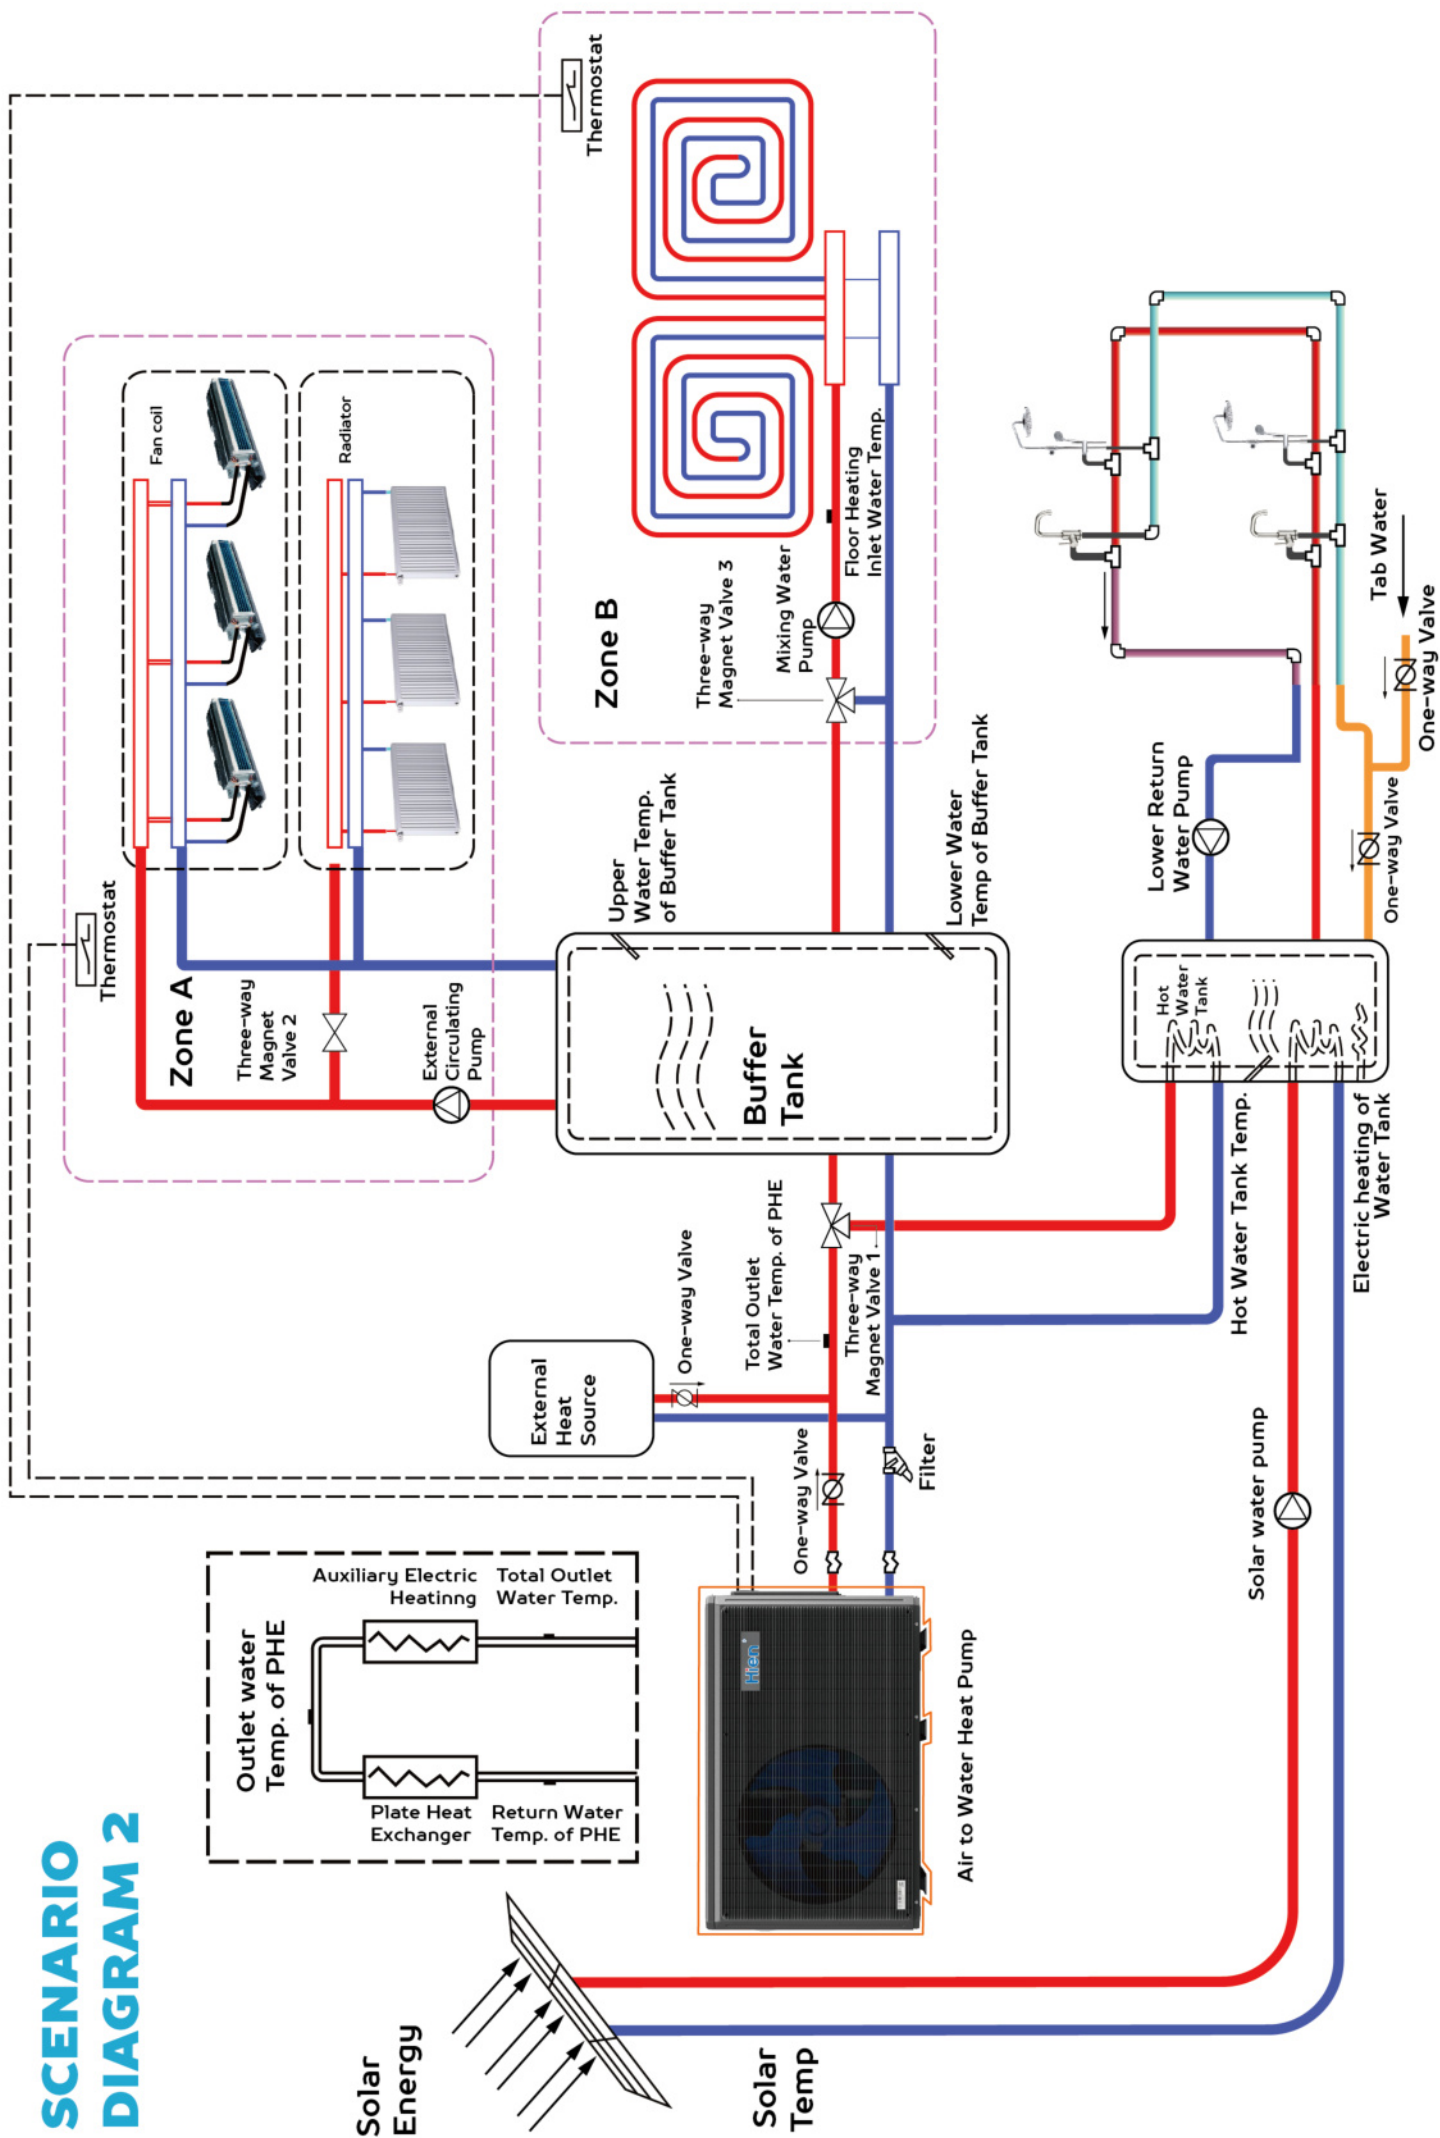 SCENARIO
DIAGRAM 2
Outlet water
Temp. of PHE
Auxiliary Electric
Heatinng
Total Outlet
Water Temp.
Plate Heat
Exchanger
Return Water
Temp. of PHE
Solar
Energy
Solar
Temp
Hien
Air to Water Heat Pump
External
Heat
Source
One-way Valve
One-way Valve
Filter
Total Outlet
Water Temp. of PHE
Three-way
Magnet Valve 1
Thermostat
Zone A
Fan coil
Radiator
Three-way
Magnet
Valve 2
External
Circulating
Pump
Buffer
Tank
Upper
Water Temp.
of Buffer Tank
Lower Water
Temp of Buffer Tank
Thermostat
Zone B
Three-way
Magnet Valve 3
Mixing Water
Pump
Floor Heating
Inlet Water Temp.
Solar water pump
Hot Water Tank Temp.
Electric heating of
Water Tank
Hot
Water
Tank
Lower Return
Water Pump
One-way Valve
Tab Water
One-way Valve